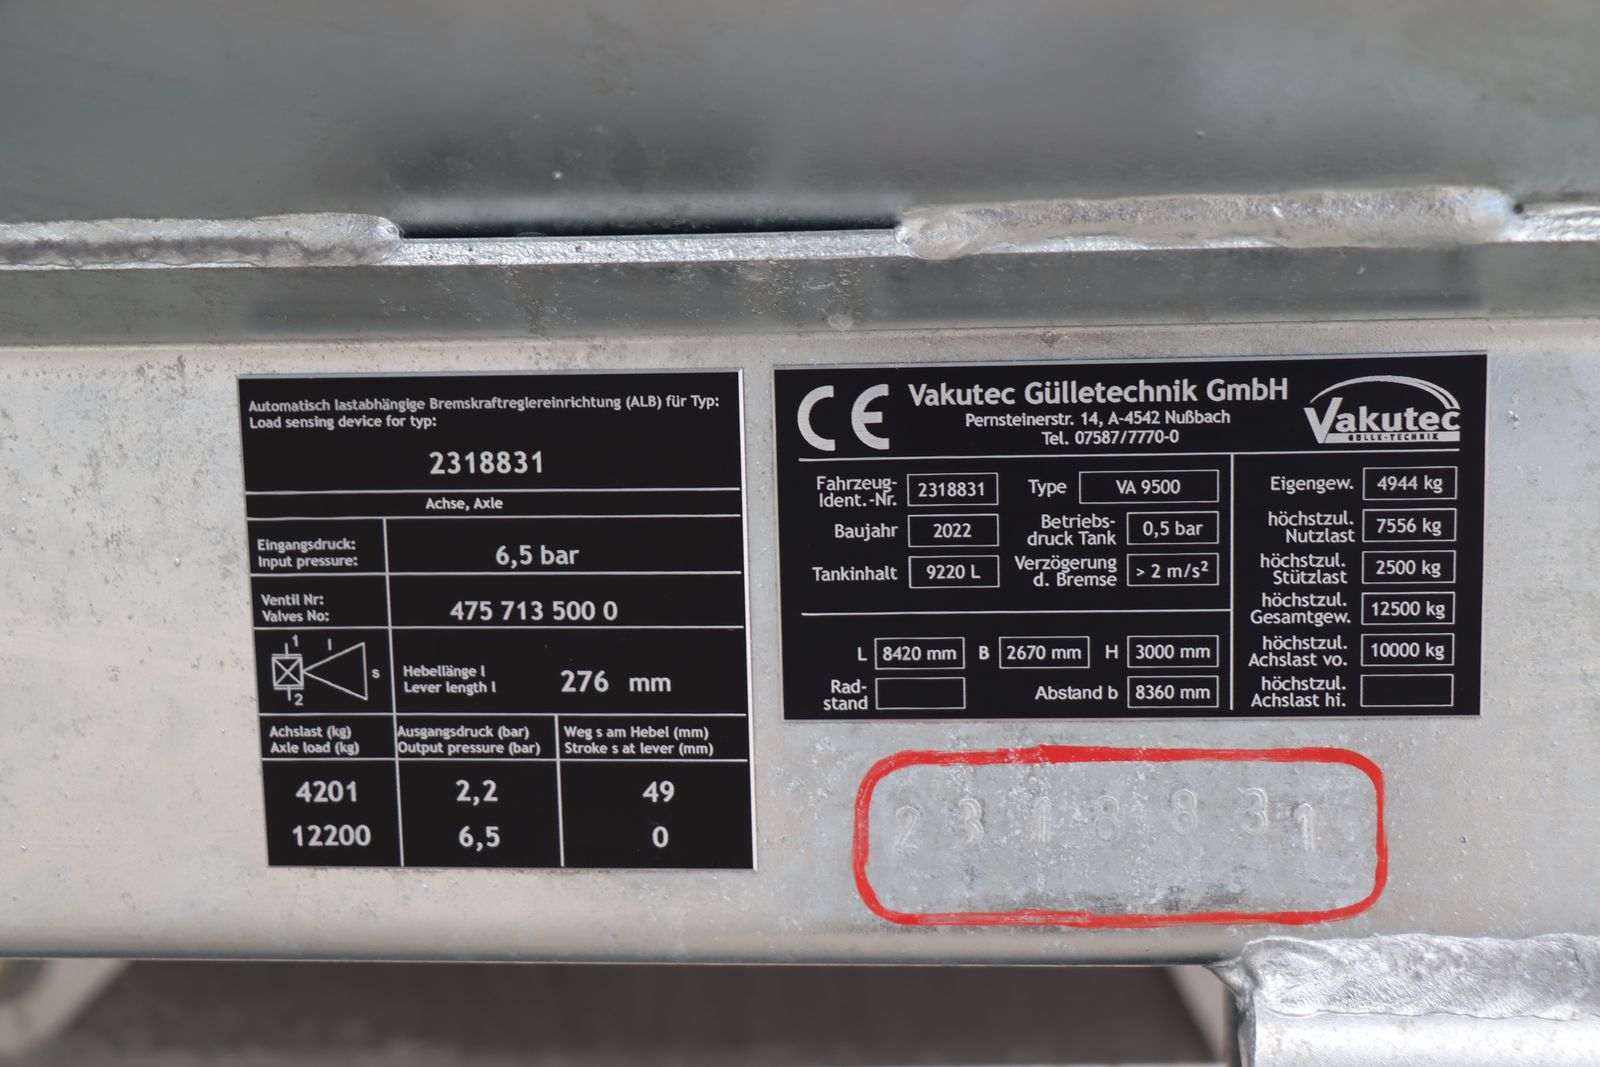 Automatisch lastabhängige Bremskraftreglereinrichtung (ALB) für Typ:
Load sensing device for typ:
2318831
Achse, Axle
Eingangsdruck:
Input pressure:
6,5 bar
Ventil Nr:
Valves No:
475 713 500 0
1
l
s
2
Hebellänge l
Lever length l
276 mm
Achslast (kg)
Axle load (kg)
Ausgangsdruck (bar)
Output pressure (bar)
Weg s am Hebel (mm)
Stroke s at lever (mm)
4201 2,2 49
12200 6,5 0
CE
Vakutec Gülletechnik GmbH
Pernsteinerstr. 14, A-4542 Nußbach
Tel. 07587/7770-0
Vakutec
GÜLLE-TECHNIK
Fahrzeug-
Ident.-Nr.
2318831
Type VA 9500
Baujahr 2022
Betriebs-
druck Tank
0,5 bar
Tankinhalt 9220 L
Verzögerung
d. Bremse
> 2 m/s²
L 8420 mm B 2670 mm H 3000 mm
Rad-
stand
Abstand b 8360 mm
Eigengew. 4944 kg
höchstzul.
Nutzlast
7556 kg
höchstzul.
Stützlast
2500 kg
höchstzul.
Gesamtgew.
12500 kg
höchstzul.
Achslast vo.
10000 kg
höchstzul.
Achslast hi.
2318831